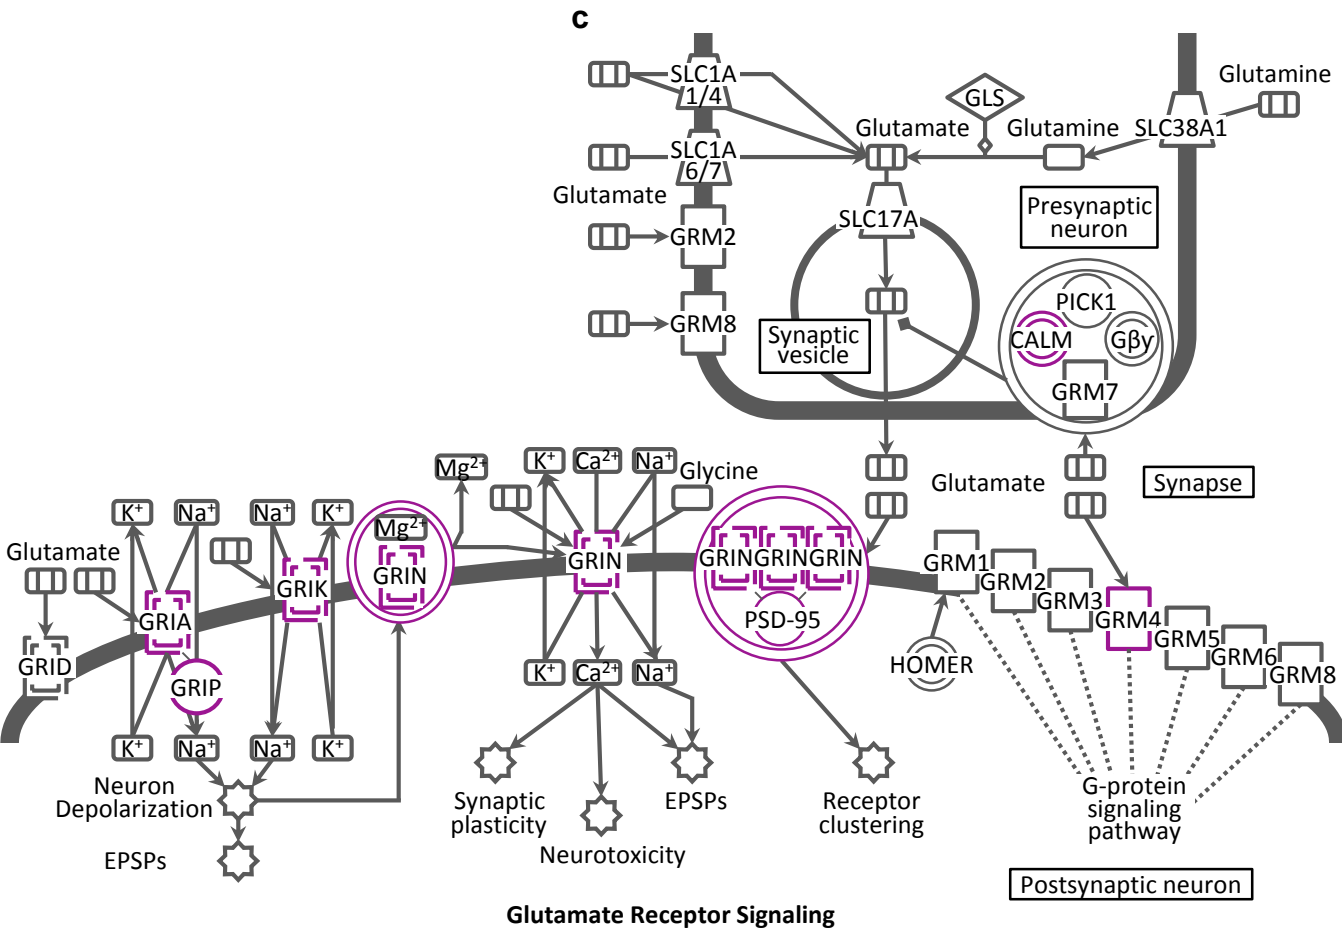 c
SLC1A
1/4
GLS
Glutamine
Glutamate
Glutamine
SLC38A1
SLC1A
6/7
Glutamate
SLC17A
Presynaptic
neuron
GRM2
PICK1
GRM8
Synaptic
vesicle
CALM
Gβγ
GRM7
Mg2+
K+
Ca2+
Na+
Glycine
Glutamate
Synapse
K+
Na+
Na+
K+
Mg2+
Glutamate
GRIN
GRIN
GRIN
GRIN
GRIN
GRM1
GRIK
GRM2
GRM3
GRIA
PSD-95
GRM4
GRM5
GRID
GRIP
K+
Ca2+
Na+
HOMER
GRM6
GRM8
K+
Na+
Na+
K+
Neuron
Depolarization
Synaptic
plasticity
EPSPs
Receptor
clustering
G-protein
signaling
pathway
Neurotoxicity
EPSPs
Postsynaptic neuron
Glutamate Receptor Signaling